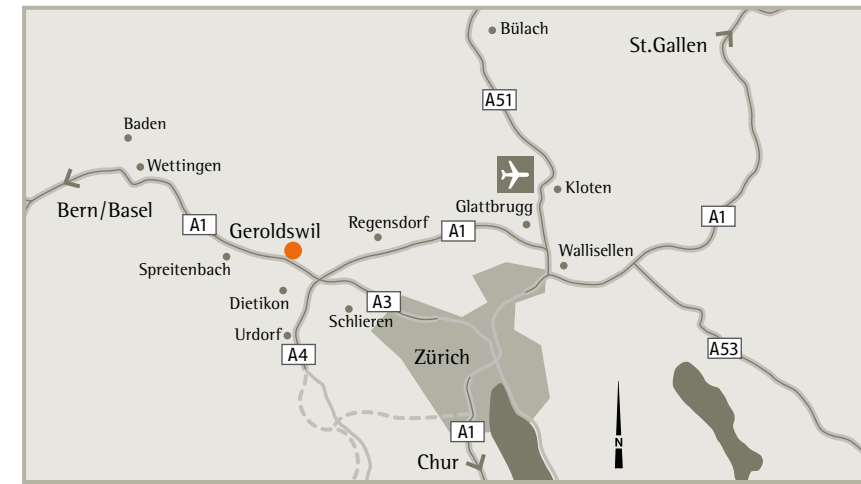 Bülach
St.Gallen
A51
Baden
Wettingen
Kloten
Bern/Basel
Glattbrugg
A1
Geroldswil
Regensdorf
A1
A1
Wallisellen
Spreitenbach
Dietikon
A3
Schlieren
Urdorf
A4
Zürich
A53
A1
N
Chur